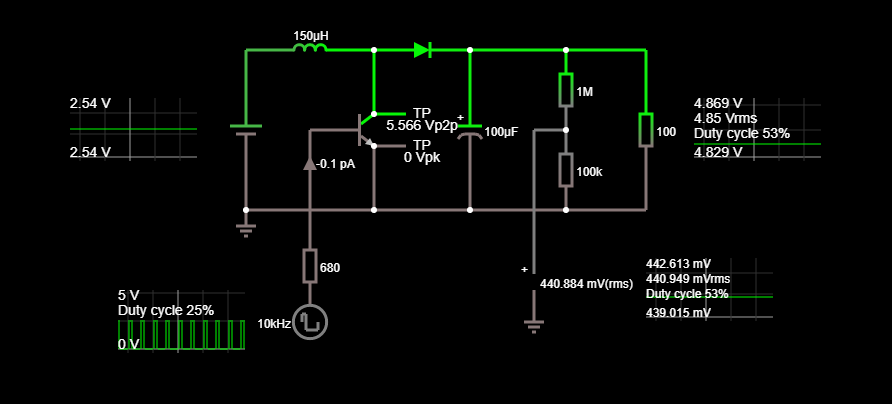 150µH
2.54 V
2.54 V
TP
5.566 Vp2p
TP
0 Vpk
-0.1 pA
+
100µF
1M
100k
100
4.869 V
4.85 Vrms
Duty cycle 53%
4.829 V
680
10kHz
5 V
Duty cycle 25%
0 V
+
440.884 mV(rms)
442.613 mV
440.949 mVrms
Duty cycle 53%
439.015 mV